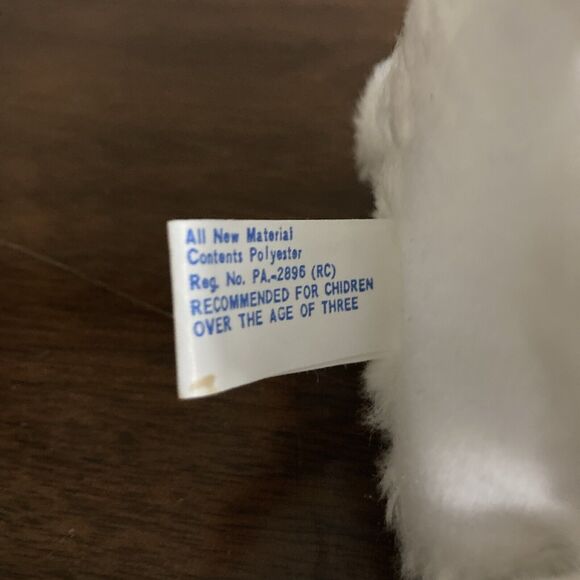 All New Material
Contents Polyester
Reg. No. PA.-2896 (RC)
RECOMMENDED FOR CHIDREN
OVER THE AGE OF THREE